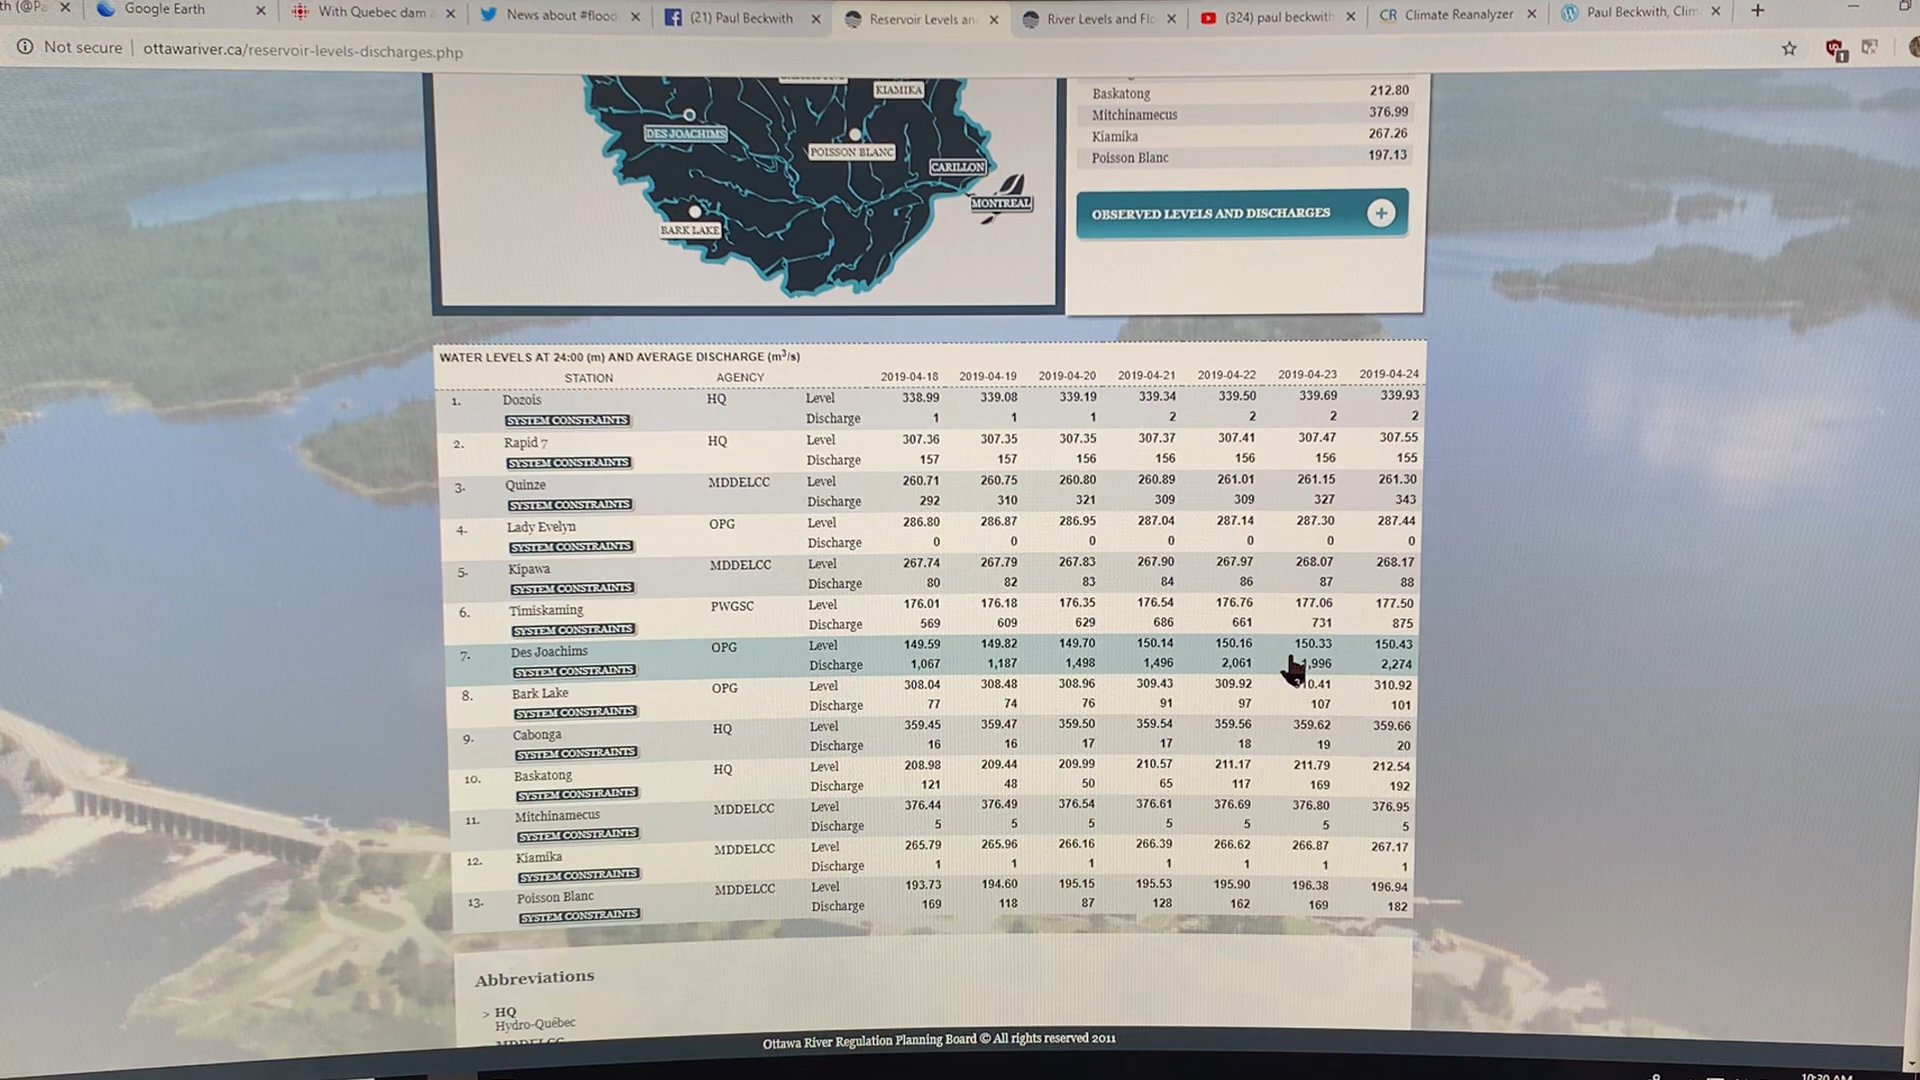 th (@Pa
Google Earth
With Quebec dam
News about #flood
(21) Paul Beckwith
Reservoir Levels an
River Levels and Flo
(324) paul beckwith
CR Climate Reanalyzer
Paul Beckwith, Clim
Not secure | ottawariver.ca/reservoir-levels-discharges.php
KIAMIKA
DES JOACHIMS
POISSON BLANC
CARILLON
MONTREAL
BARK LAKE
Baskatong 212.80
Mitchinamecus 376.99
Kiamika 267.26
Poisson Blanc 197.13
OBSERVED LEVELS AND DISCHARGES
WATER LEVELS AT 24:00 (m) AND AVERAGE DISCHARGE (m³/s)
STATION AGENCY 2019-04-18 2019-04-19 2019-04-20 2019-04-21 2019-04-22 2019-04-23 2019-04-24
1. Dozois HQ Level 338.99 339.08 339.19 339.34 339.50 339.69 339.93
SYSTEM CONSTRAINTS Discharge 1 1 1 2 2 2 2
2. Rapid 7 HQ Level 307.36 307.35 307.35 307.37 307.41 307.47 307.55
SYSTEM CONSTRAINTS Discharge 157 157 156 156 156 156 155
3. Quinze MDDELCC Level 260.71 260.75 260.80 260.89 261.01 261.15 261.30
SYSTEM CONSTRAINTS Discharge 292 310 321 309 309 327 343
4. Lady Evelyn OPG Level 286.80 286.87 286.95 287.04 287.14 287.30 287.44
SYSTEM CONSTRAINTS Discharge 0 0 0 0 0 0 0
5. Kipawa MDDELCC Level 267.74 267.79 267.83 267.90 267.97 268.07 268.17
SYSTEM CONSTRAINTS Discharge 80 82 83 84 86 87 88
6. Timiskaming PWGSC Level 176.01 176.18 176.35 176.54 176.76 177.06 177.50
SYSTEM CONSTRAINTS Discharge 569 609 629 686 661 731 875
7. Des Joachims OPG Level 149.59 149.82 149.70 150.14 150.16 150.33 150.43
SYSTEM CONSTRAINTS Discharge 1,067 1,187 1,498 1,496 2,061 1,996 2,274
8. Bark Lake OPG Level 308.04 308.48 308.96 309.43 309.92 310.41 310.92
SYSTEM CONSTRAINTS Discharge 77 74 76 91 97 107 101
9. Cabonga HQ Level 359.45 359.47 359.50 359.54 359.56 359.62 359.66
SYSTEM CONSTRAINTS Discharge 16 16 17 17 18 19 20
10. Baskatong HQ Level 208.98 209.44 209.99 210.57 211.17 211.79 212.54
SYSTEM CONSTRAINTS Discharge 121 48 50 65 117 169 192
11. Mitchinamecus MDDELCC Level 376.44 376.49 376.54 376.61 376.69 376.80 376.95
SYSTEM CONSTRAINTS Discharge 5 5 5 5 5 5 5
12. Kiamika MDDELCC Level 265.79 265.96 266.16 266.39 266.62 266.87 267.17
SYSTEM CONSTRAINTS Discharge 1 1 1 1 1 1 1
13. Poisson Blanc MDDELCC Level 193.73 194.60 195.15 195.53 195.90 196.38 196.94
SYSTEM CONSTRAINTS Discharge 169 118 87 128 162 169 182
Abbreviations
> HQ
Hydro-Québec
MDDELCC
Ottawa River Regulation Planning Board © All rights reserved 2011
10:30 AM